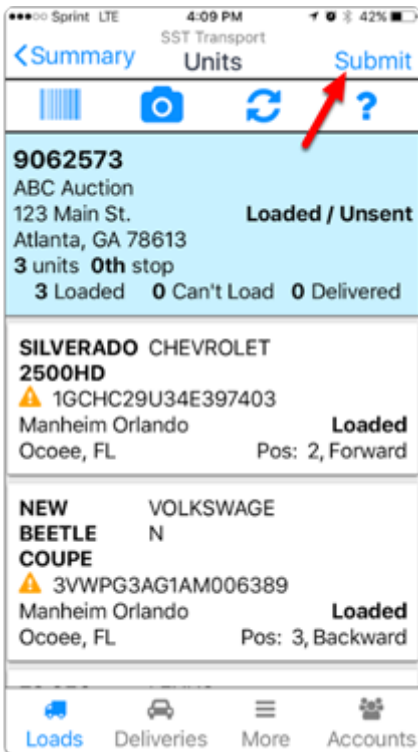 Sprint LTE 4:09 PM 42%
SST Transport
Summary Units Submit
?
9062573
ABC Auction
123 Main St. Loaded / Unsent
Atlanta, GA 78613
3 units 0th stop
3 Loaded 0 Can't Load 0 Delivered
SILVERADO CHEVROLET
2500HD
1GCHC29U34E397403
Manheim Orlando Loaded
Ocoee, FL Pos: 2, Forward
NEW VOLKSWAGE
BEETLE N
COUPE
3VWPG3AG1AM006389
Manheim Orlando Loaded
Ocoee, FL Pos: 3, Backward
Loads Deliveries More Accounts